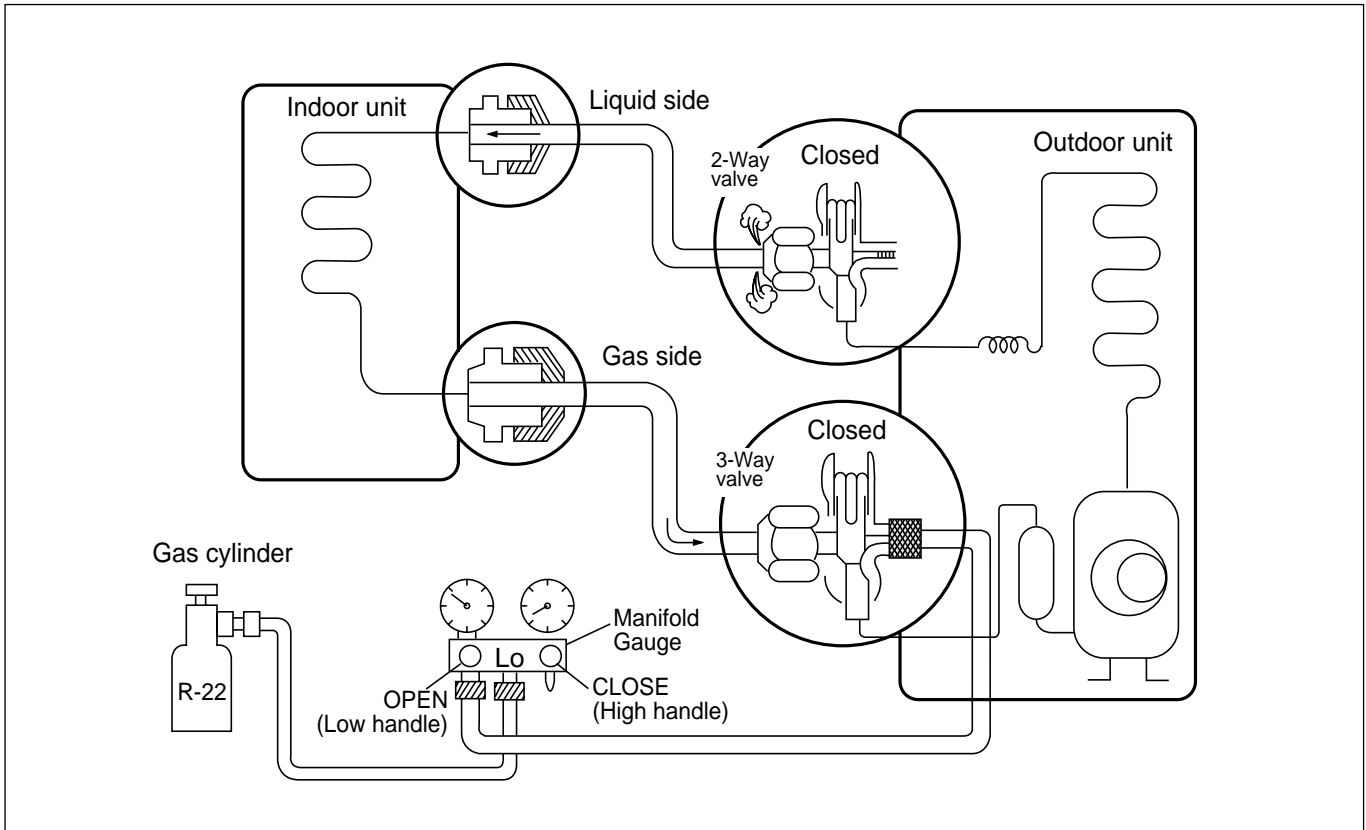 Indoor unit
Liquid side
2-Way
valve
Closed
Outdoor unit
Gas side
3-Way
valve
Closed
Gas cylinder
R-22
Lo
Manifold
Gauge
OPEN
(Low handle)
CLOSE
(High handle)